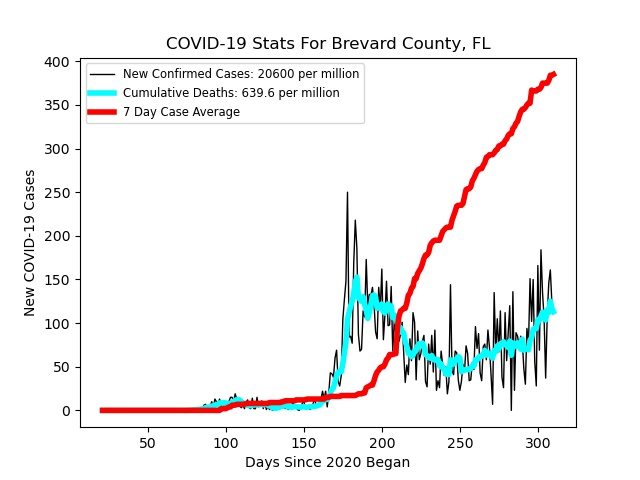 COVID-19 Stats For Brevard County, FL
New Confirmed Cases: 20600 per million
Cumulative Deaths: 639.6 per million
7 Day Case Average
New COVID-19 Cases
400
350
300
250
200
150
100
50
0
50 100 150 200 250 300
Days Since 2020 Began